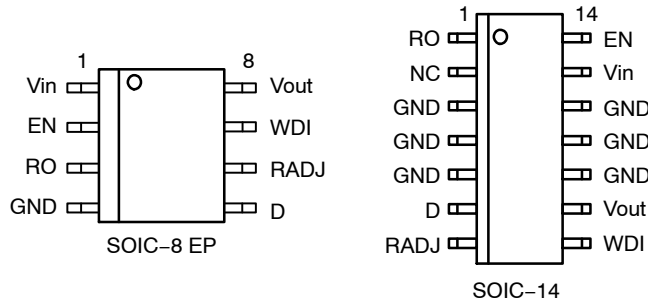 1 8
Vin Vout
EN WDI
RO RADJ
GND D
SOIC−8 EP
1 14
RO EN
NC Vin
GND GND
GND GND
GND GND
D Vout
RADJ WDI
SOIC−14